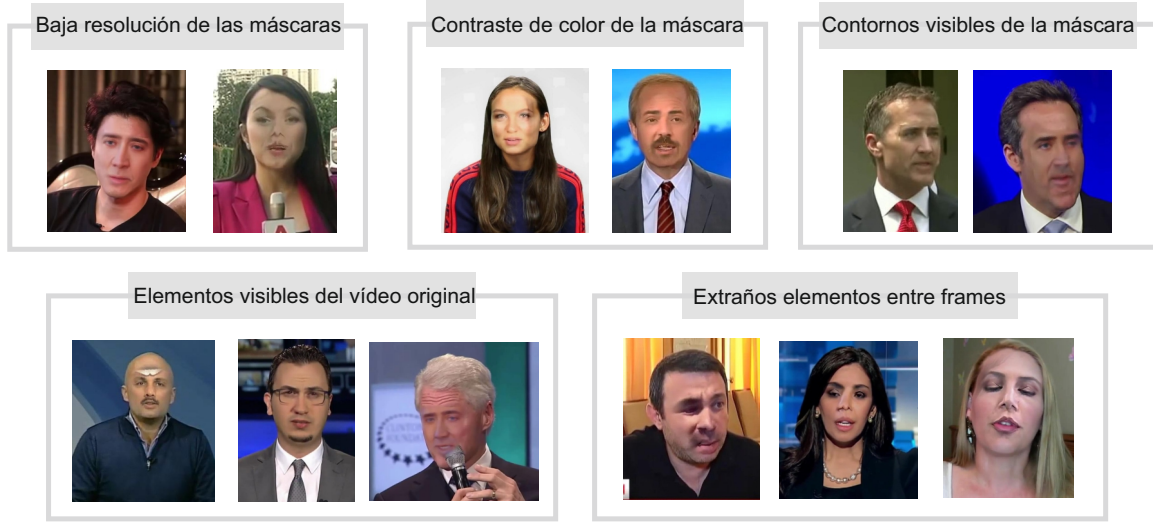 Baja resolución de las máscaras
Contraste de color de la máscara
Contornos visibles de la máscara
Elementos visibles del vídeo original
Extraños elementos entre frames